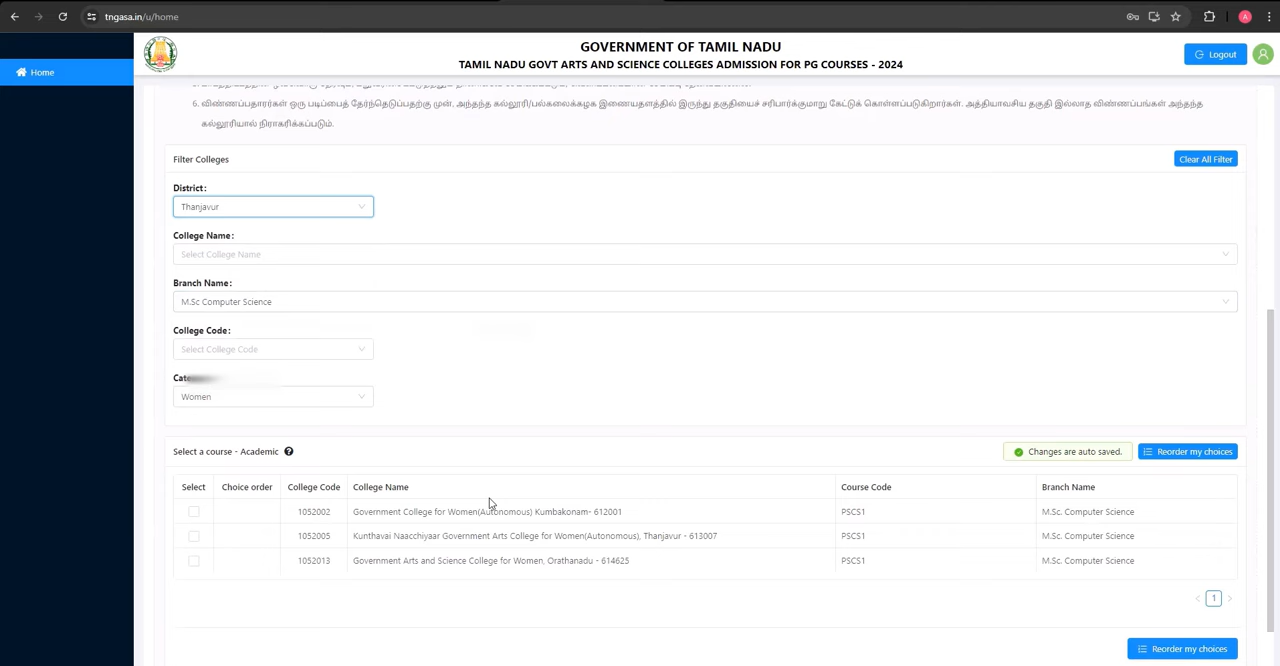 tngasa.in/u/home
A
Home
GOVERNMENT OF TAMIL NADU
TAMIL NADU GOVT ARTS AND SCIENCE COLLEGES ADMISSION FOR PG COURSES - 2024
Logout
6. விண்ணப்பதாரர்கள் ஒரு படிப்பைத் தேர்ந்தெடுப்பதற்கு முன், அந்தந்த கல்லூரி/பல்கலைக்கழக இணையதளத்தில் இருந்து தகுதியைச் சரிபார்க்குமாறு கேட்டுக் கொள்ளப்படுகிறார்கள். அத்தியாவசிய தகுதி இல்லாத விண்ணப்பங்கள் அந்தந்த
கல்லூரியால் நிராகரிக்கப்படும்.
Filter Colleges
Clear All Filter
District:
Thanjavur
College Name:
Select College Name
Branch Name:
M.Sc Computer Science
College Code:
Select College Code
Women
Select a course - Academic
Changes are auto saved.
Reorder my choices
Select Choice order College Code College Name Course Code Branch Name
1052002 Government College for Women(Autonomous) Kumbakonam- 612001 PSCS1 M.Sc. Computer Science
1052005 Kunthavai Naacchiyaar Government Arts College for Women(Autonomous), Thanjavur - 613007 PSCS1 M.Sc. Computer Science
1052013 Government Arts and Science College for Women, Orathanadu - 614625 PSCS1 M.Sc. Computer Science
1
Reorder my choices